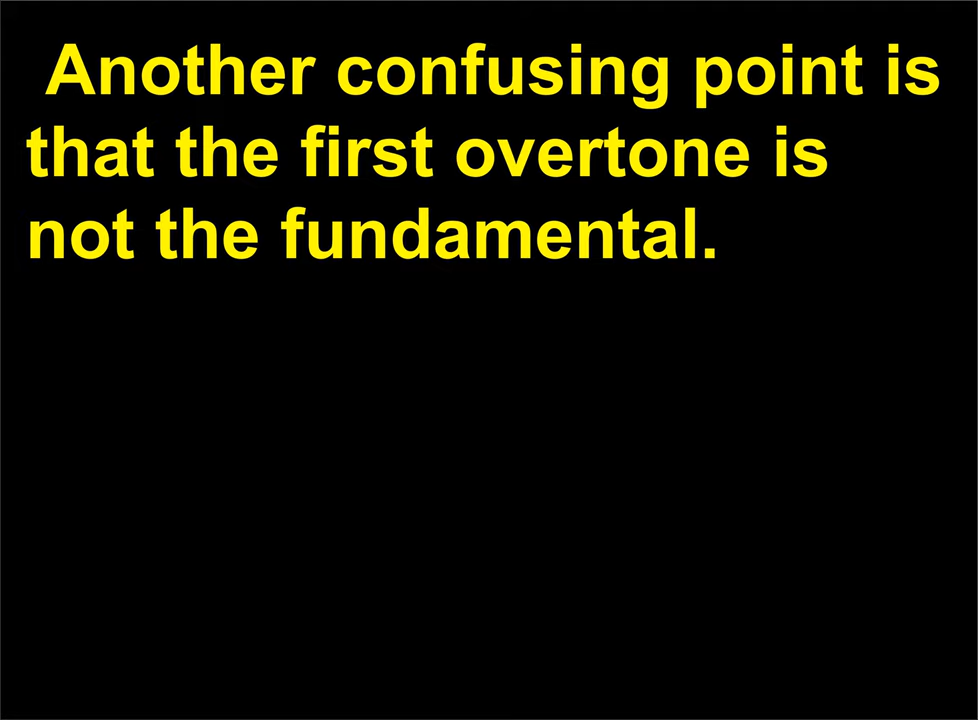 Another confusing point is
that the first overtone is
not the fundamental.